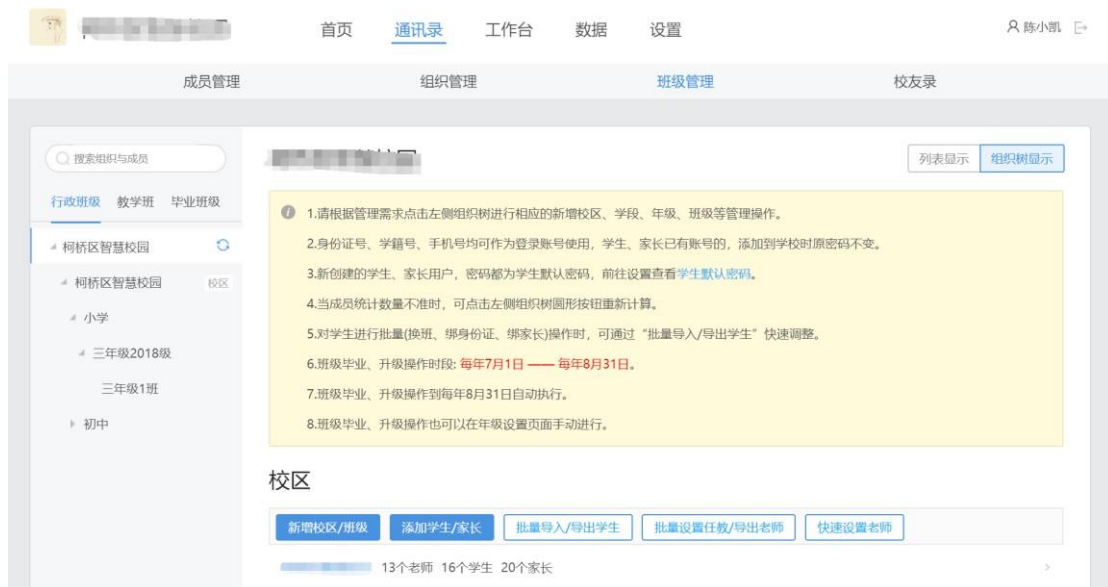 首页 通讯录 工作台 数据 设置 陈小凯
成员管理 组织管理 班级管理 校友录
搜索组织与成员
列表显示 组织树显示
行政班级 教学班 毕业班级
柯桥区智慧校园
柯桥区智慧校园 校区
小学
三年级2018级
三年级1班
初中
1.请根据管理需求点击左侧组织树进行相应的新增校区、学段、年级、班级等管理操作。
2.身份证号、学籍号、手机号均可作为登录账号使用，学生、家长已有账号的，添加到学校时原密码不变。
3.新创建的学生、家长用户，密码都为学生默认密码，前往设置查看学生默认密码。
4.当成员统计数量不准时，可点击左侧组织树圆形按钮重新计算。
5.对学生进行批量(换班、绑身份证、绑家长)操作时，可通过“批量导入/导出学生”快速调整。
6.班级毕业、升级操作时段: 每年7月1日 —— 每年8月31日。
7.班级毕业、升级操作到每年8月31日自动执行。
8.班级毕业、升级操作也可以在年级设置页面手动进行。
校区
新增校区/班级 添加学生/家长 批量导入/导出学生 批量设置任教/导出老师 快速设置老师
13个老师 16个学生 20个家长